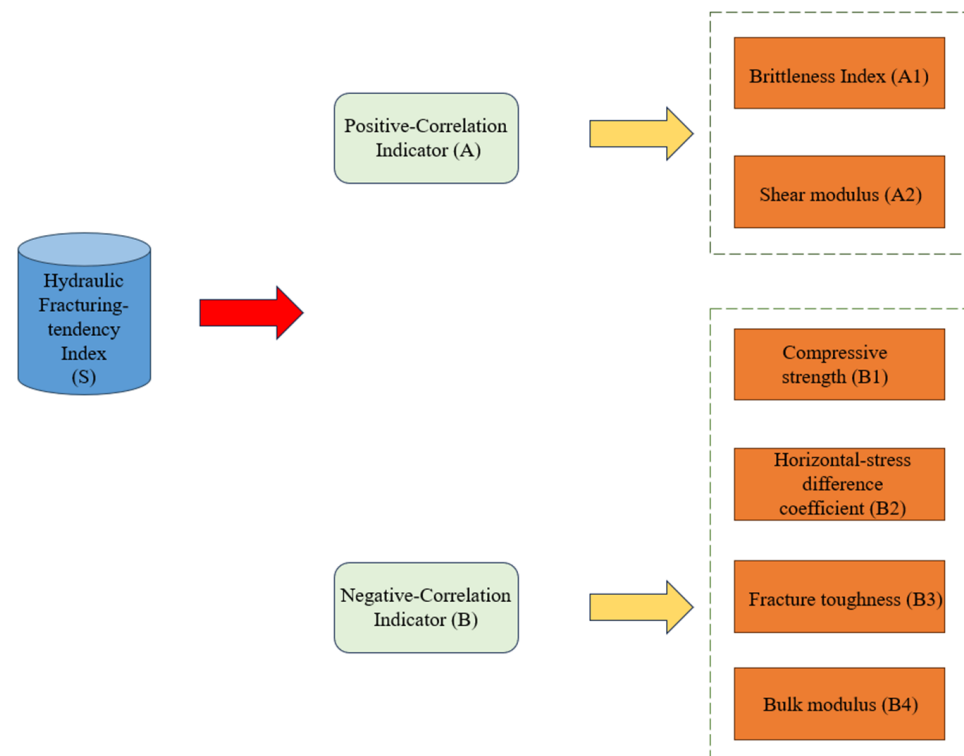 Hydraulic
Fracturing-
tendency
Index
(S)
Positive-Correlation
Indicator (A)
Brittleness Index (A1)
Shear modulus (A2)
Negative-Correlation
Indicator (B)
Compressive
strength (B1)
Horizontal-stress
difference
coefficient (B2)
Fracture toughness (B3)
Bulk modulus (B4)